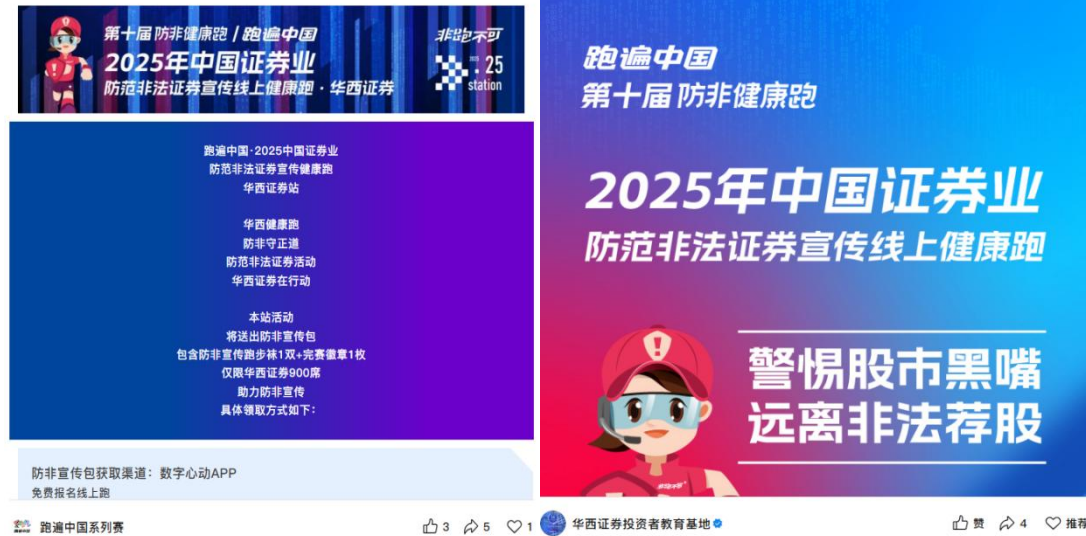 第十届防非健康跑/跑遍中国
2025年中国证券业
防范非法证券宣传线上健康跑·华西证券
非跑不可
:25
station
跑遍中国·2025中国证券业
防范非法证券宣传健康跑
华西证券站
华西健康跑
防非守正道
防范非法证券活动
华西证券在行动
本站活动
将送出防非宣传包
包含防非宣传跑步袜1双+完赛徽章1枚
仅限华西证券900席
助力防非宣传
具体领取方式如下:
防非宣传包获取渠道:数字心动APP
免费报名线上跑
跑遍中国系列赛
3
5
1
跑遍中国
第十届防非健康跑
2025年中国证券业
防范非法证券宣传线上健康跑
警惕股市黑嘴
远离非法荐股
华西证券投资者教育基地
赞
4
推荐